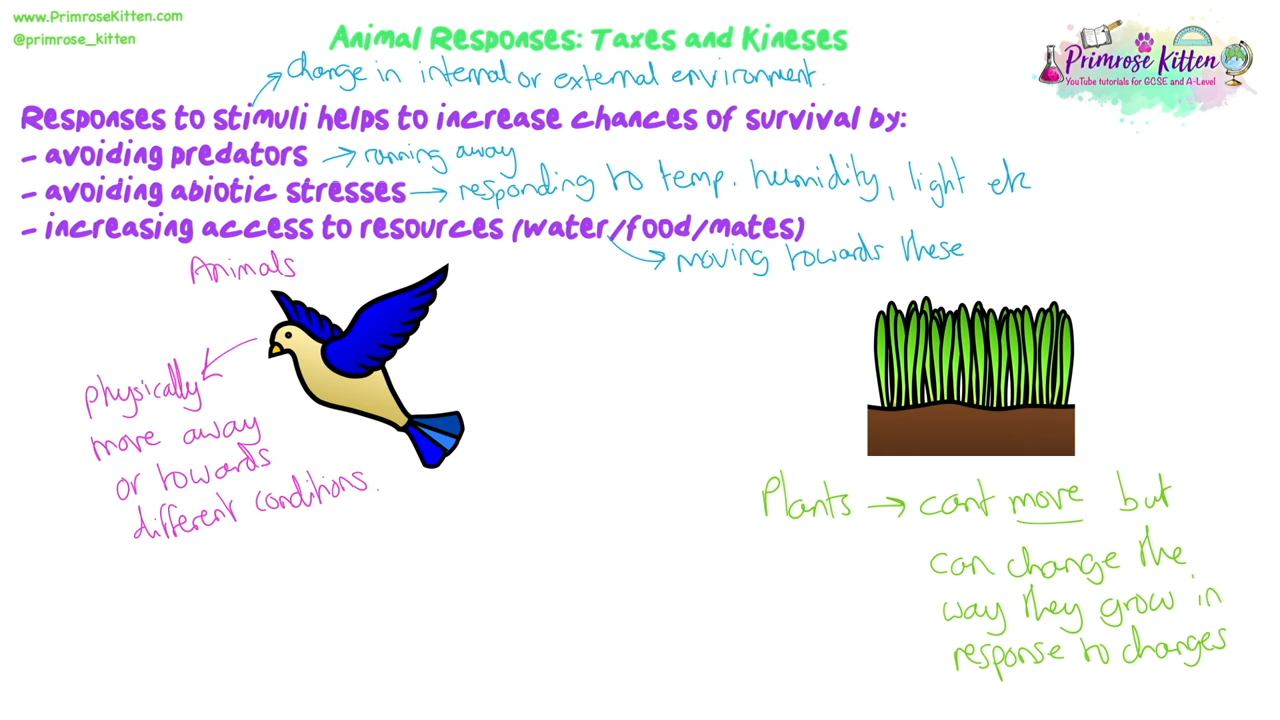 www.PrimroseKitten.com
@primrose_kitten
Animal Responses: Taxes and Kineses
Primrose Kitten
YouTube tutorials for GCSE and A-Level
change in internal or external environment.
Responses to stimuli helps to increase chances of survival by:
- avoiding predators → running away
- avoiding abiotic stresses → responding to temp. humidity, light etc
- increasing access to resources (water/food/mates)
moving towards these
Animals
physically
move away
or towards
different conditions.
Plants → cant move but
can change the
way they grow in
response to changes